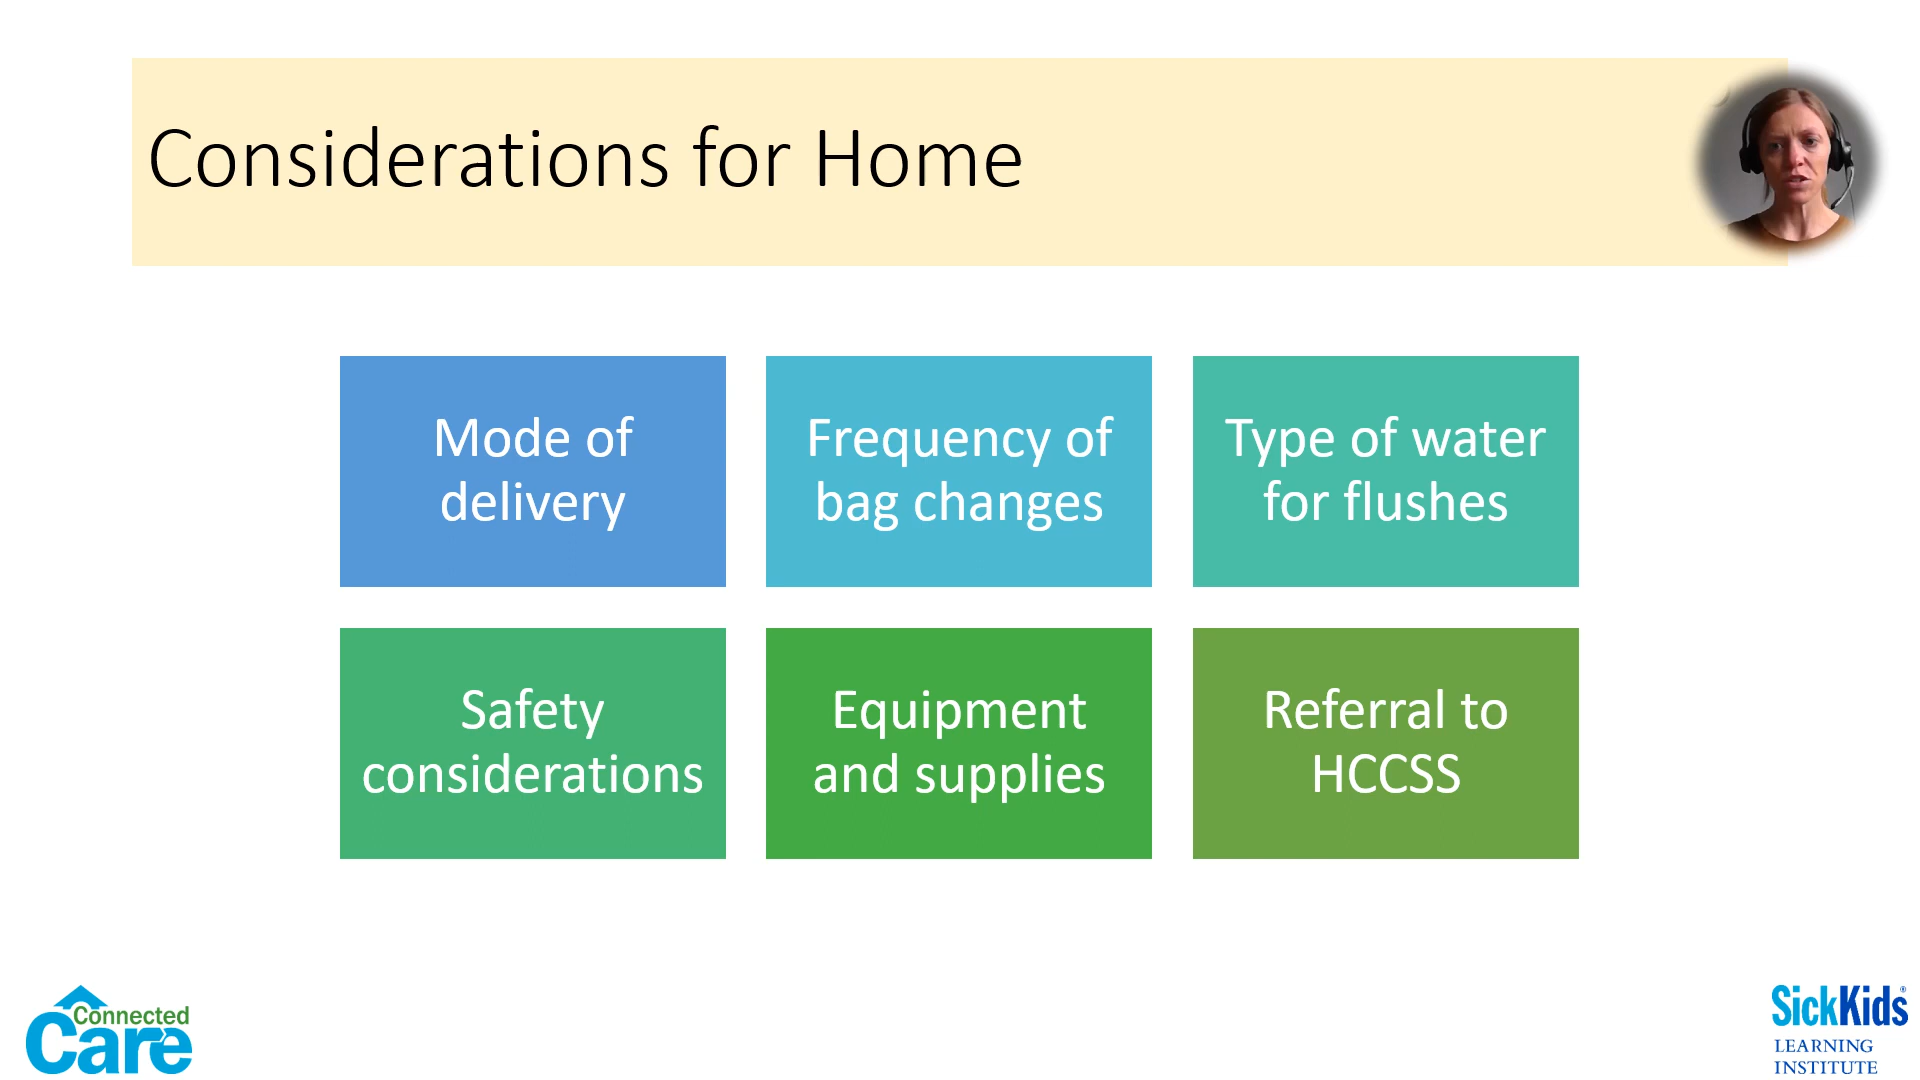 Considerations for Home
Mode of
delivery
Frequency of
bag changes
Type of water
for flushes
Safety
considerations
Equipment
and supplies
Referral to
HCCSS
Connected
Care
SickKids®
LEARNING
INSTITUTE